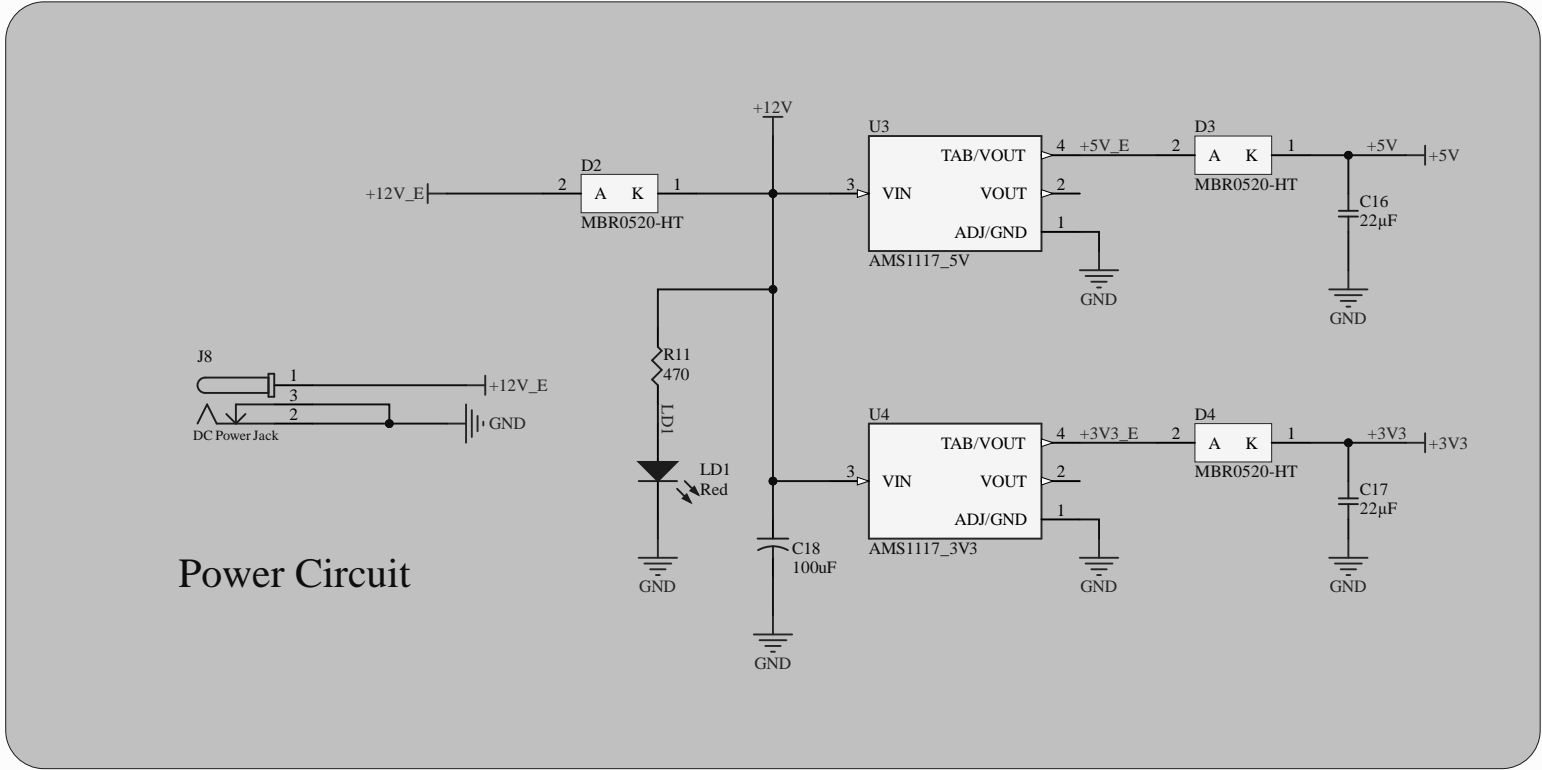 +12V
D2
+12V_E
2
A K
1
MBR0520-HT
U3
3
VIN
TAB/VOUT
VOUT
ADJ/GND
4
2
1
AMS1117_5V
GND
+5V_E
D3
2
A K
1
MBR0520-HT
+5V
+5V
C16
22µF
GND
J8
1
3
2
DC Power Jack
+12V_E
GND
R11
470
LD1
LD1
Red
GND
C18
100uF
GND
U4
3
VIN
TAB/VOUT
VOUT
ADJ/GND
4
2
1
AMS1117_3V3
GND
+3V3_E
D4
2
A K
1
MBR0520-HT
+3V3
+3V3
C17
22µF
GND
Power Circuit